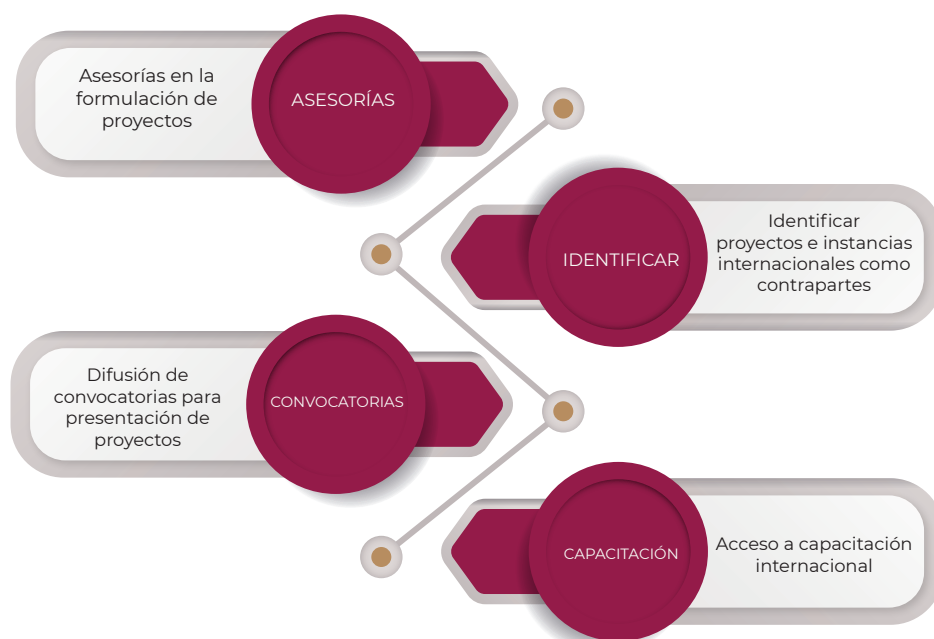 Asesorías en la
formulación de
proyectos
ASESORÍAS
IDENTIFICAR
Identificar
proyectos e instancias
internacionales como
contrapartes
Difusión de
convocatorias para
presentación de
proyectos
CONVOCATORIAS
CAPACITACIÓN
Acceso a capacitación
internacional